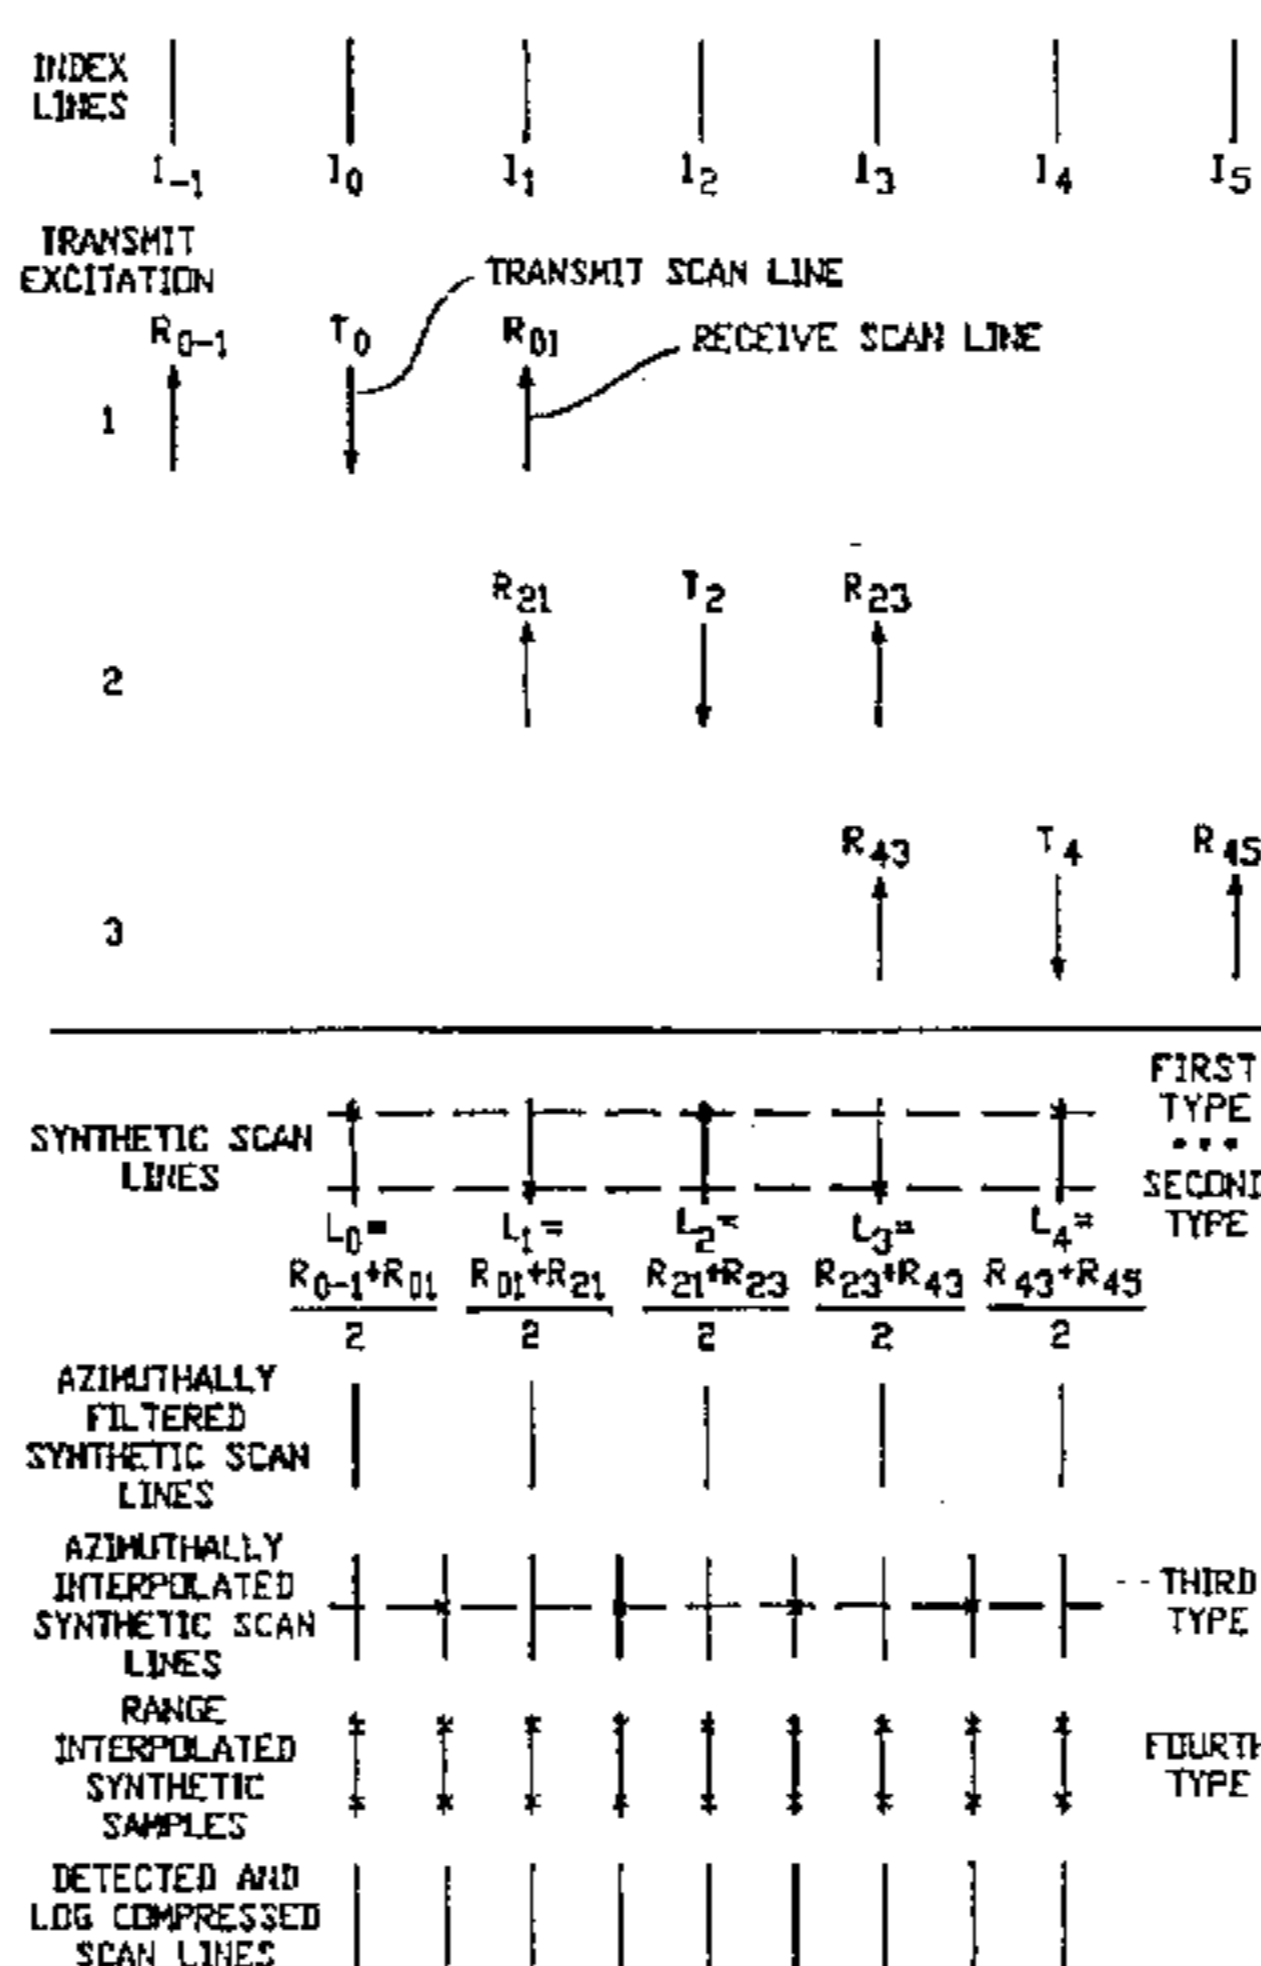 INDEX
LINES
I-1 I0 I1 I2 I3 I4 I5
TRANSMIT
EXCITATION
TRANSMIT SCAN LINE
R0-1 T0 R01
RECEIVE SCAN LINE
1
R21 T2 R23
2
R43 T4 R45
3
FIRST
TYPE
•••
SECOND
TYPE
SYNTHETIC SCAN
LINES
L0= L1= L2= L3= L4=
R0-1+R01 R01+R21 R21+R23 R23+R43 R43+R45
2 2 2 2 2
AZIMUTHALLY
FILTERED
SYNTHETIC SCAN
LINES
AZIMUTHALLY
INTERPOLATED
SYNTHETIC SCAN
LINES
THIRD
TYPE
RANGE
INTERPOLATED
SYNTHETIC
SAMPLES
FOURTH
TYPE
DETECTED AND
LOG COMPRESSED
SCAN LINES